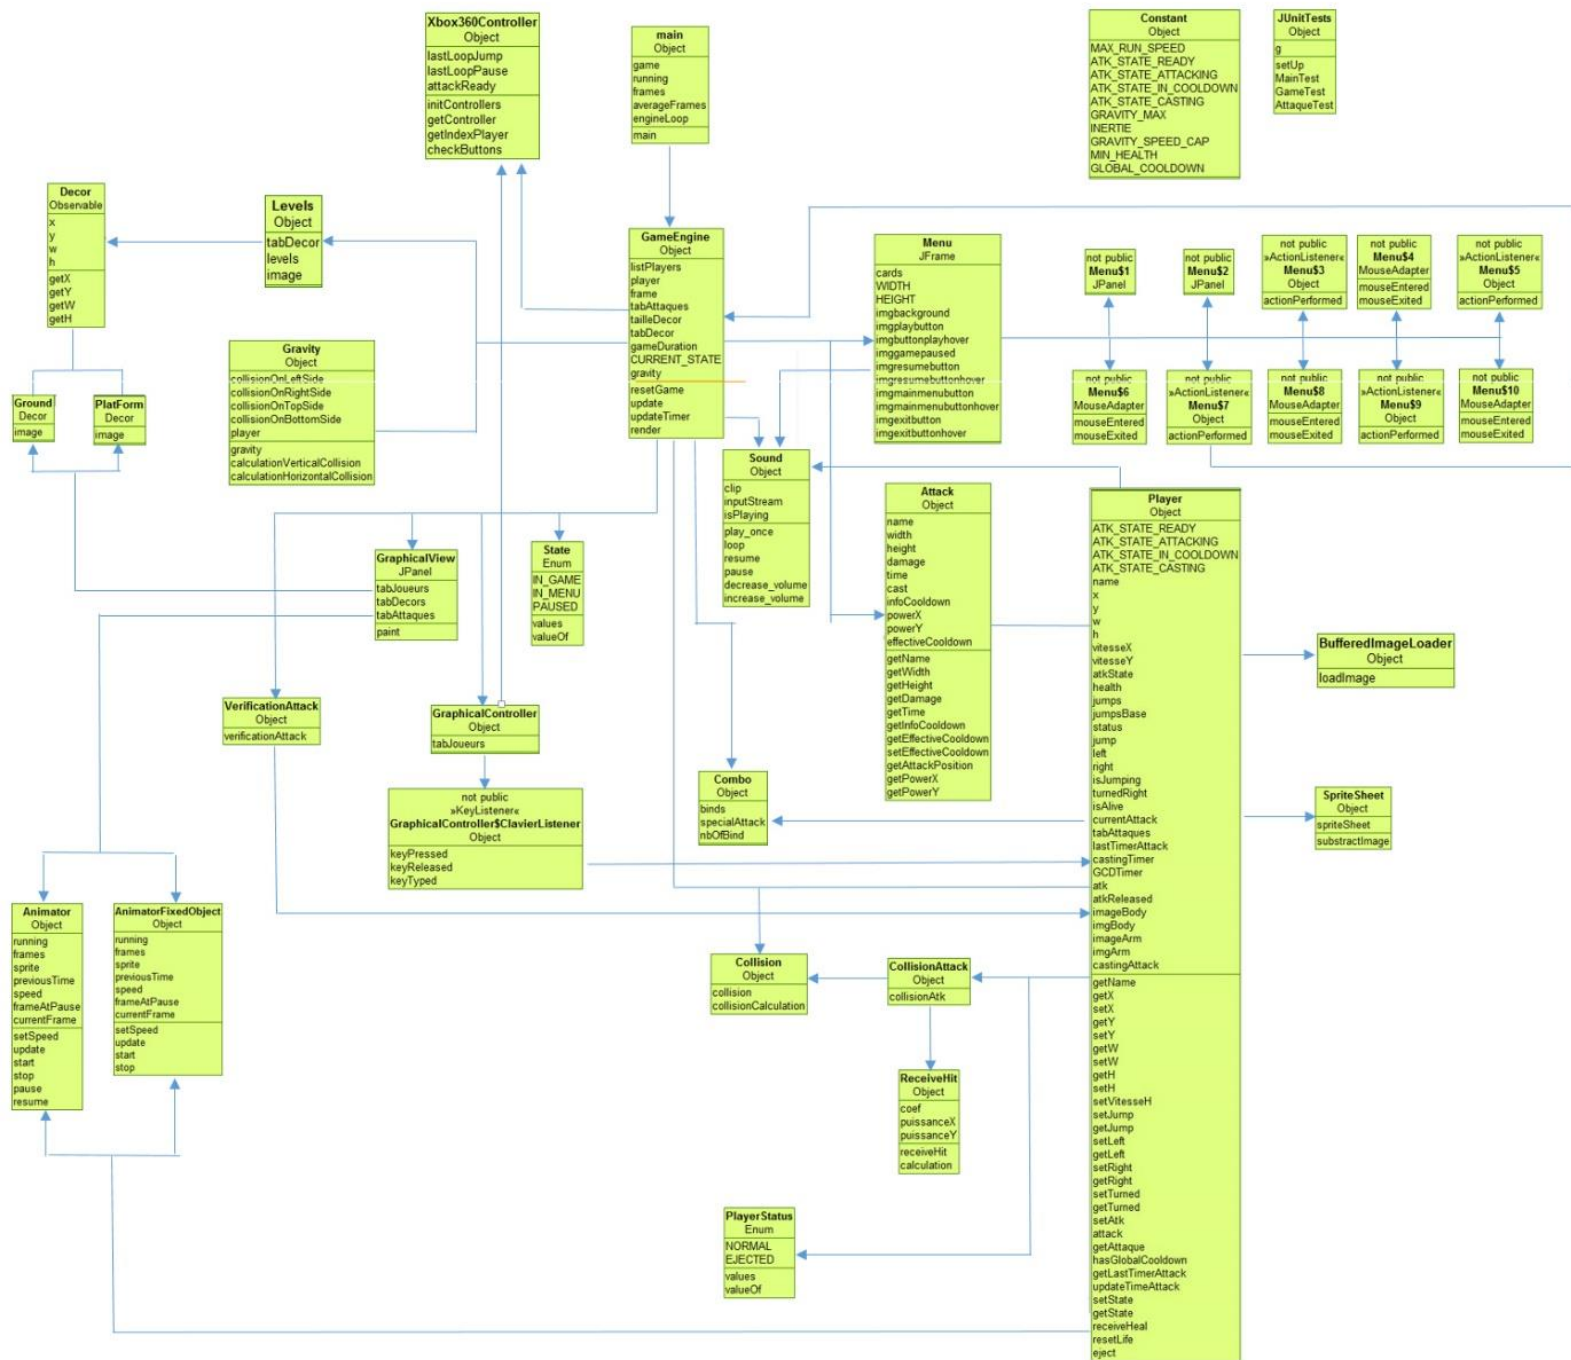 Xbox360Controller
Object
lastLoopJump
lastLoopPause
attackReady
initControllers
getController
getIndexPlayer
checkButtons
main
Object
game
running
frames
averageFrames
engineLoop
main
Constant
Object
MAX_RUN_SPEED
ATK_STATE_READY
ATK_STATE_ATTACKING
ATK_STATE_IN_COOLDOWN
ATK_STATE_CASTING
GRAVITY_MAX
INERTIE
GRAVITY_SPEED_CAP
MIN_HEALTH
GLOBAL_COOLDOWN
JUnitTests
Object
g
setUp
MainTest
GameTest
AttaqueTest
Decor
Observable
x
y
w
h
getX
getY
getW
getH
Levels
Object
tabDecor
levels
image
GameEngine
Object
listPlayers
player
frame
tabAttaques
tailleDecor
tabDecor
gameDuration
CURRENT_STATE
gravity
resetGame
update
updateTimer
render
Menu
JFrame
cards
WIDTH
HEIGHT
imgbackground
imgplaybutton
imgbuttonplayhover
imggamepaused
imgresumebutton
imgresumebuttonhover
imgmainmenubutton
imgmainmenubuttonhover
imgexitbutton
imgexitbuttonhover
not public
Menu$1
JPanel
not public
Menu$2
JPanel
not public
»ActionListener«
Menu$3
Object
actionPerformed
not public
Menu$4
MouseAdapter
mouseEntered
mouseExited
not public
»ActionListener«
Menu$5
Object
actionPerformed
not public
Menu$6
MouseAdapter
mouseEntered
mouseExited
not public
»ActionListener«
Menu$7
Object
actionPerformed
not public
Menu$8
MouseAdapter
mouseEntered
mouseExited
not public
»ActionListener«
Menu$9
Object
actionPerformed
not public
Menu$10
MouseAdapter
mouseEntered
mouseExited
Gravity
Object
collisionOnLeftSide
collisionOnRightSide
collisionOnTopSide
collisionOnBottomSide
player
gravity
calculationVerticalCollision
calculationHorizontalCollision
Ground
Decor
image
PlatForm
Decor
image
Sound
Object
clip
inputStream
isPlaying
play_once
loop
resume
pause
decrease_volume
increase_volume
Attack
Object
name
width
height
damage
time
cast
infoCooldown
powerX
powerY
effectiveCooldown
getName
getWidth
getHeight
getDamage
getTime
getInfoCooldown
getEffectiveCooldown
setEffectiveCooldown
getAttackPosition
getPowerX
getPowerY
Player
Object
ATK_STATE_READY
ATK_STATE_ATTACKING
ATK_STATE_IN_COOLDOWN
ATK_STATE_CASTING
name
x
y
w
h
vitesseX
vitesseY
atkState
health
jumps
jumpsBase
status
jump
left
right
isJumping
turnedRight
isAlive
currentAttack
tabAttaques
lastTimerAttack
castingTimer
GCDTimer
atk
atkReleased
imageBody
imgBody
imageArm
imgArm
castingAttack
getName
getX
setX
getY
setY
getW
setW
getH
setH
setVitesseH
setJump
getJump
setLeft
getLeft
setRight
getRight
setTurned
getTurned
setAtk
attack
getAttaque
hasGlobalCooldown
getLastTimerAttack
updateTimeAttack
setState
getState
receiveHeal
resetLife
eject
GraphicalView
JPanel
tabJoueurs
tabDecors
tabAttaques
paint
State
Enum
IN_GAME
IN_MENU
PAUSED
values
valueOf
BufferedImageLoader
Object
loadImage
VerificationAttack
Object
verificationAttack
GraphicalController
Object
tabJoueurs
not public
»KeyListener«
GraphicalController$ClavierListener
Object
keyPressed
keyReleased
keyTyped
Combo
Object
binds
specialAttack
nbOfBind
SpriteSheet
Object
spriteSheet
substractImage
Animator
Object
running
frames
sprite
previousTime
speed
frameAtPause
currentFrame
setSpeed
update
start
stop
pause
resume
AnimatorFixedObject
Object
running
frames
sprite
previousTime
speed
frameAtPause
currentFrame
setSpeed
update
start
stop
Collision
Object
collision
collisionCalculation
CollisionAttack
Object
collisionAtk
ReceiveHit
Object
coef
puissanceX
puissanceY
receiveHit
calculation
PlayerStatus
Enum
NORMAL
EJECTED
values
valueOf